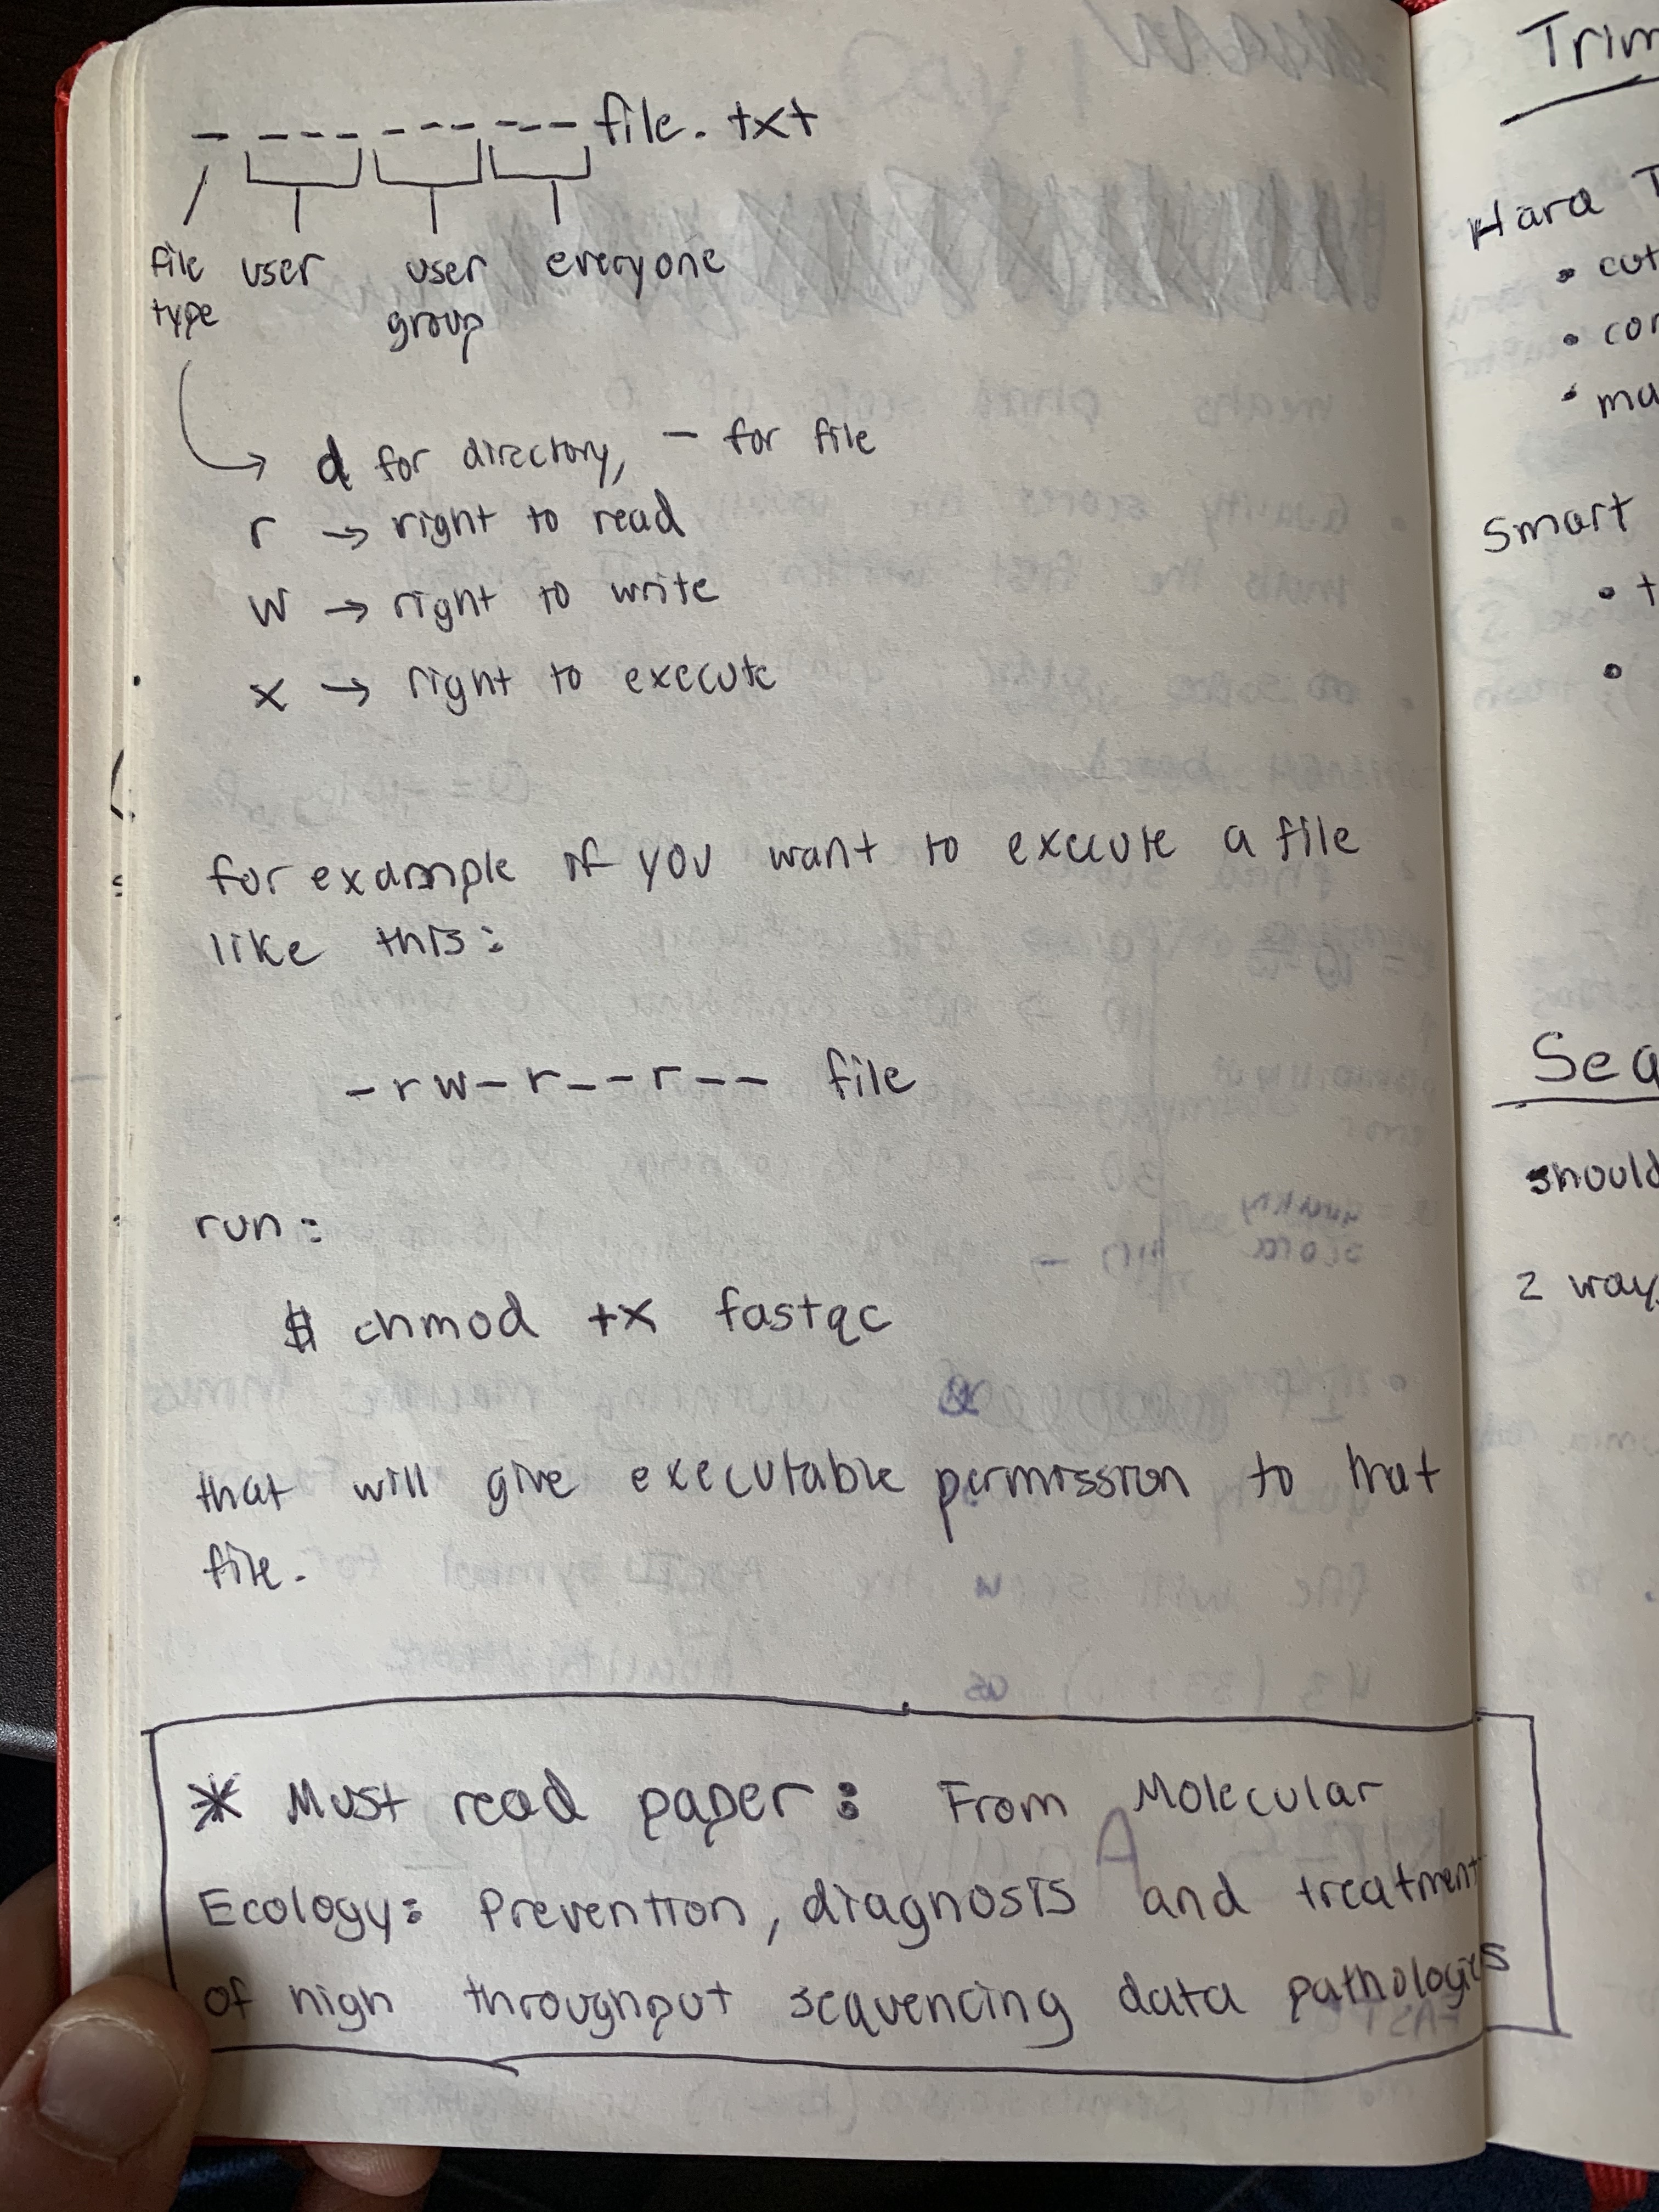 - --- --- --- file.txt
file user user everyone
type group
d for directory, - for file
r → right to read
w → right to write
x → right to execute
for example if you want to execute a file
like this:
-rw-r--r-- file
run:
$ chmod +x fastqc
that will give executable permission to that
file.
* Must read paper: From Molecular
Ecology: Prevention, diagnosis and treatment
of high throughput sequencing data pathologies
Trim
Hard T
• cut
• con
• ma
Smart
• t
•
Seq
should
2 way